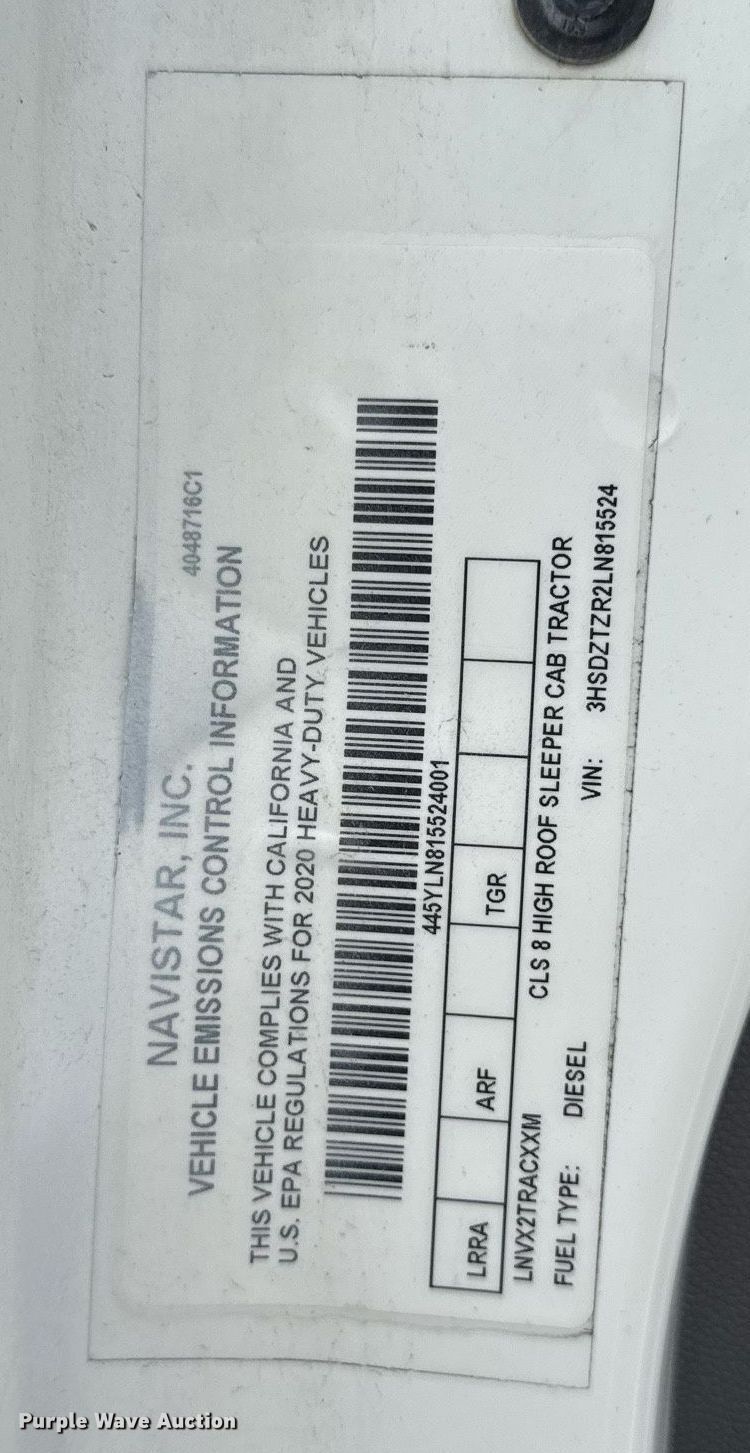 NAVISTAR, INC.
4048716C1
VEHICLE EMISSIONS CONTROL INFORMATION
THIS VEHICLE COMPLIES WITH CALIFORNIA AND
U.S. EPA REGULATIONS FOR 2020 HEAVY-DUTY VEHICLES
445YLN815524001
LRRA ARF TGR
LNVX2TRACXXM CLS 8 HIGH ROOF SLEEPER CAB TRACTOR
FUEL TYPE: DIESEL VIN: 3HSDZTZR2LN815524
Purple Wave Auction